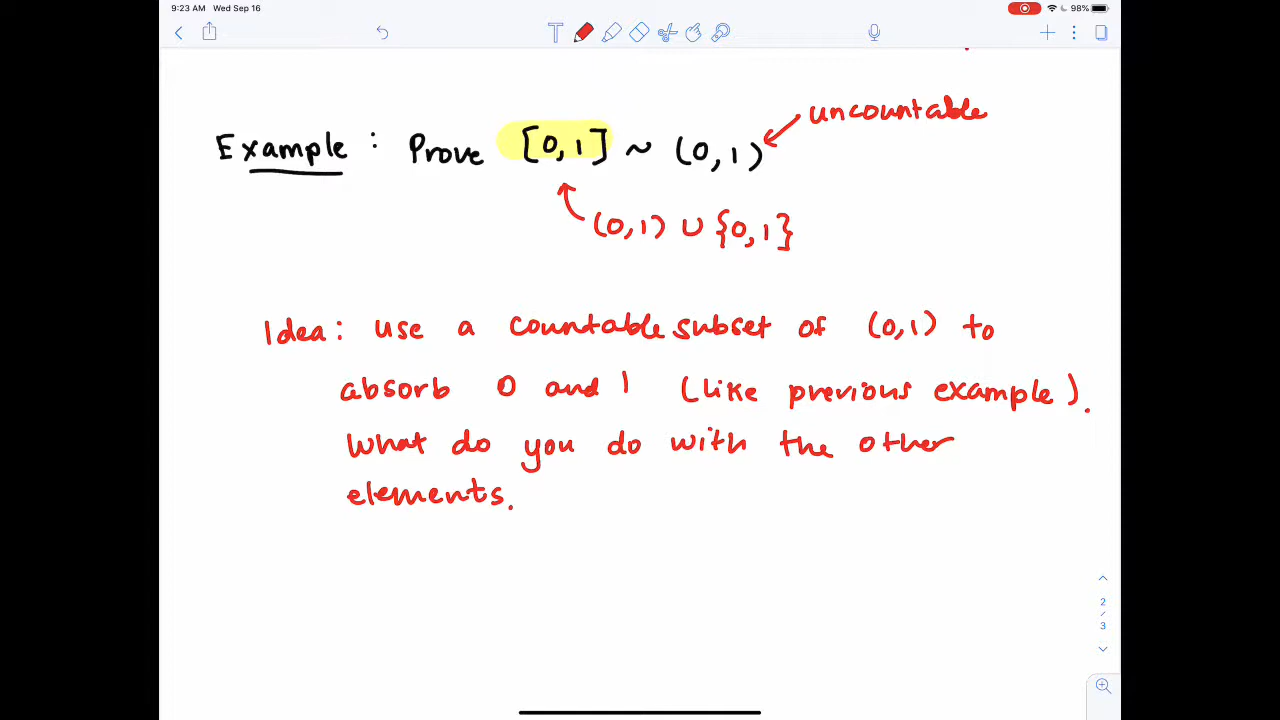 9:23 AM Wed Sep 16
98%
uncountable
Example: Prove [0,1] ~ (0,1)
(0,1) ∪ {0,1}
Idea: use a countable subset of (0,1) to
absorb 0 and 1 (like previous example).
What do you do with the other
elements.
2
/
3